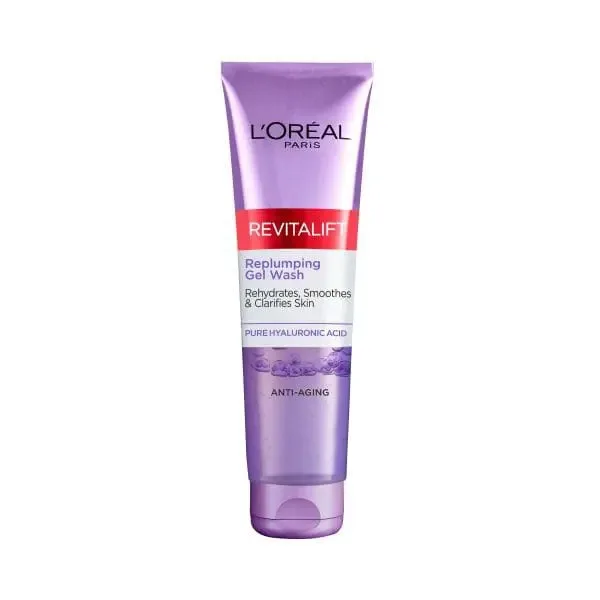 L'ORÉAL
PARIS
REVITALIFT
Replumping
Gel Wash
Rehydrates, Smoothes
& Clarifies Skin
PURE HYALURONIC ACID
ANTI-AGING